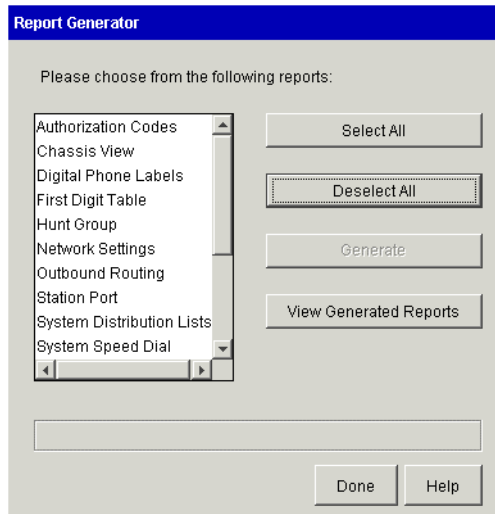 Report Generator
Please choose from the following reports:
Authorization Codes
Chassis View
Digital Phone Labels
First Digit Table
Hunt Group
Network Settings
Outbound Routing
Station Port
System Distribution Lists
System Speed Dial
Select All
Deselect All
Generate
View Generated Reports
Done
Help